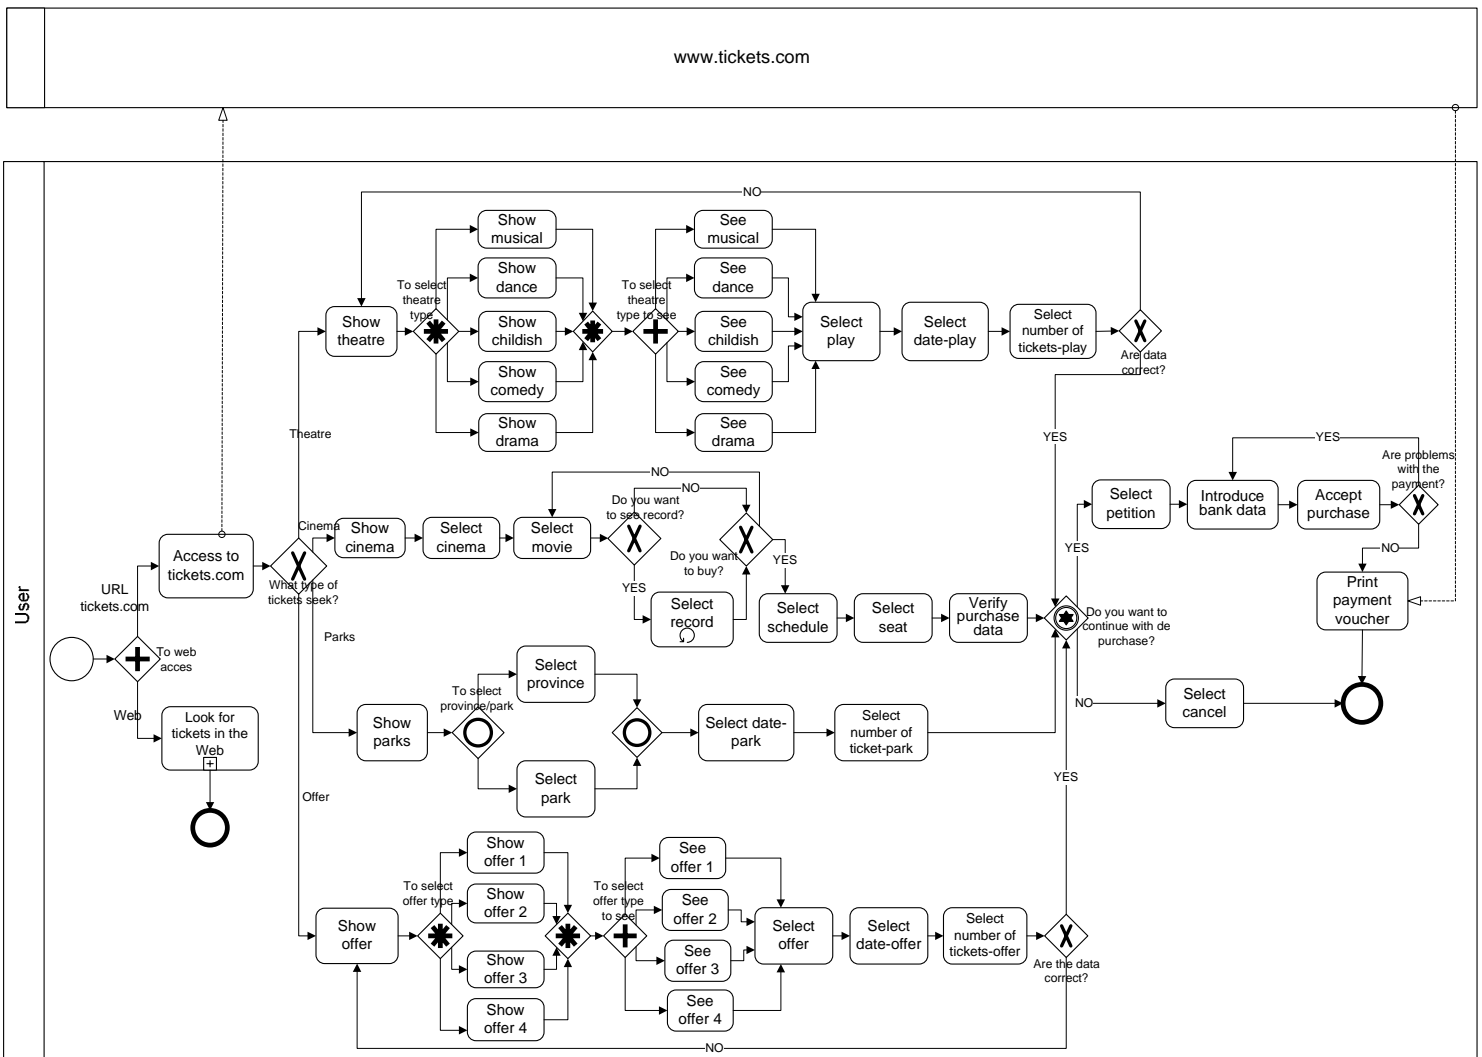 www.tickets.com
User
To web
acces
URL
tickets.com
Web
Access to
tickets.com
Look for
tickets in the
Web
What type of
tickets seek?
Theatre
Cinema
Parks
Offer
NO
Show
theatre
To select
theatre
type
Show
musical
Show
dance
Show
childish
Show
comedy
Show
drama
To select
theatre
type to see
See
musical
See
dance
See
childish
See
comedy
See
drama
Select
play
Select
date-play
Select
number of
tickets-play
Are data
correct?
YES
Show
cinema
Select
cinema
Select
movie
NO
NO
Do you want
to see record?
YES
Select
record
Do you want
to buy?
YES
Select
schedule
Select
seat
Verify
purchase
data
Show
parks
To select
province/park
Select
province
Select
park
Select date-
park
Select
number of
ticket-park
Show
offer
To select
offer type
Show
offer 1
Show
offer 2
Show
offer 3
Show
offer 4
To select
offer type
to see
See
offer 1
See
offer 2
See
offer 3
See
offer 4
Select
offer
Select
date-offer
Select
number of
tickets-offer
Are the data
correct?
YES
NO
Do you want to
continue with de
purchase?
YES
NO
Select
petition
Introduce
bank data
Accept
purchase
YES
Are problems
with the
payment?
NO
Print
payment
voucher
Select
cancel